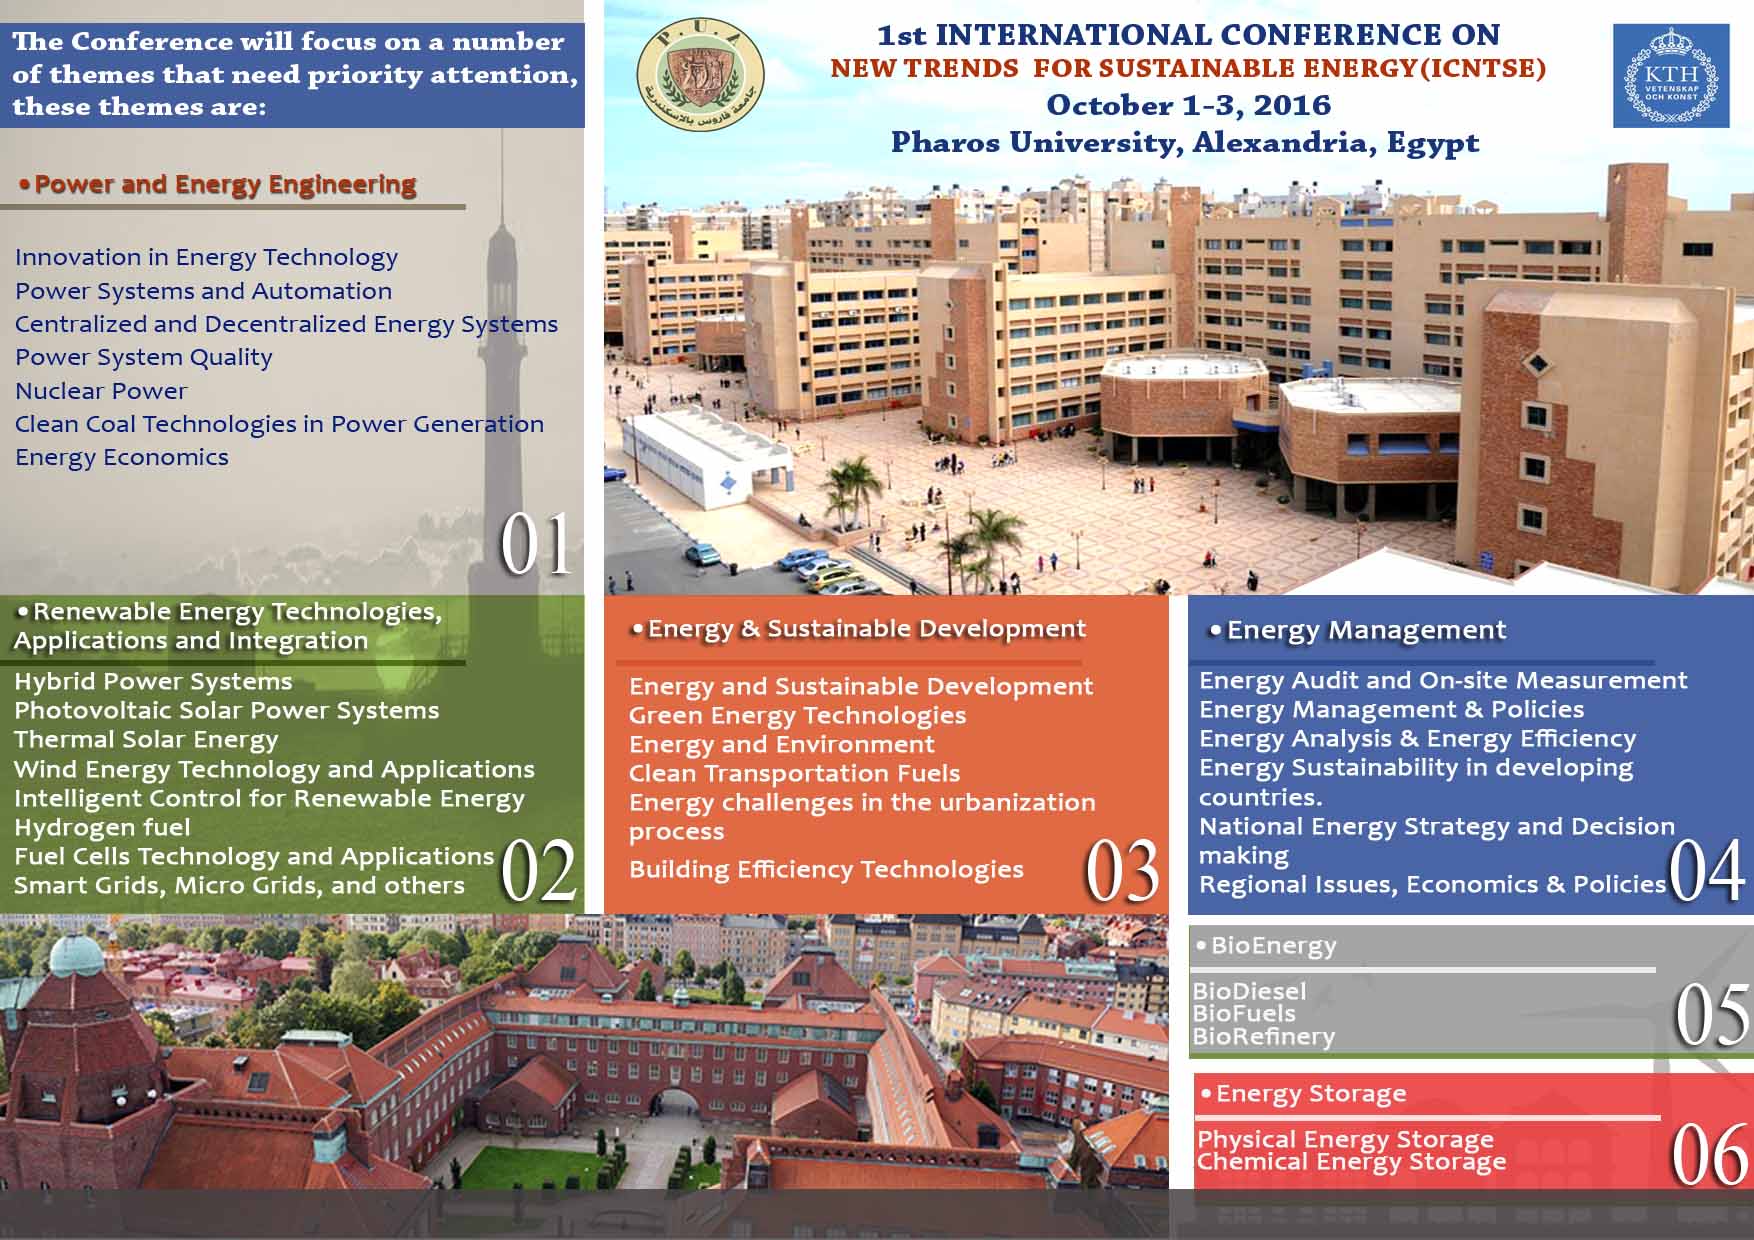 The Conference will focus on a number
of themes that need priority attention,
these themes are:
•Power and Energy Engineering
Innovation in Energy Technology
Power Systems and Automation
Centralized and Decentralized Energy Systems
Power System Quality
Nuclear Power
Clean Coal Technologies in Power Generation
Energy Economics
01
P.U.A
جامعة فاروس بالإسكندرية
1st INTERNATIONAL CONFERENCE ON
NEW TRENDS FOR SUSTAINABLE ENERGY(ICNTSE)
October 1-3, 2016
Pharos University, Alexandria, Egypt
KTH
VETENSKAP
OCH KONST
•Renewable Energy Technologies,
Applications and Integration
Hybrid Power Systems
Photovoltaic Solar Power Systems
Thermal Solar Energy
Wind Energy Technology and Applications
Intelligent Control for Renewable Energy
Hydrogen fuel
Fuel Cells Technology and Applications
Smart Grids, Micro Grids, and others
02
•Energy & Sustainable Development
Energy and Sustainable Development
Green Energy Technologies
Energy and Environment
Clean Transportation Fuels
Energy challenges in the urbanization
process
Building Efficiency Technologies
03
•Energy Management
Energy Audit and On-site Measurement
Energy Management & Policies
Energy Analysis & Energy Efficiency
Energy Sustainability in developing
countries.
National Energy Strategy and Decision
making
Regional Issues, Economics & Policies
04
•BioEnergy
BioDiesel
BioFuels
BioRefinery
05
•Energy Storage
Physical Energy Storage
Chemical Energy Storage
06